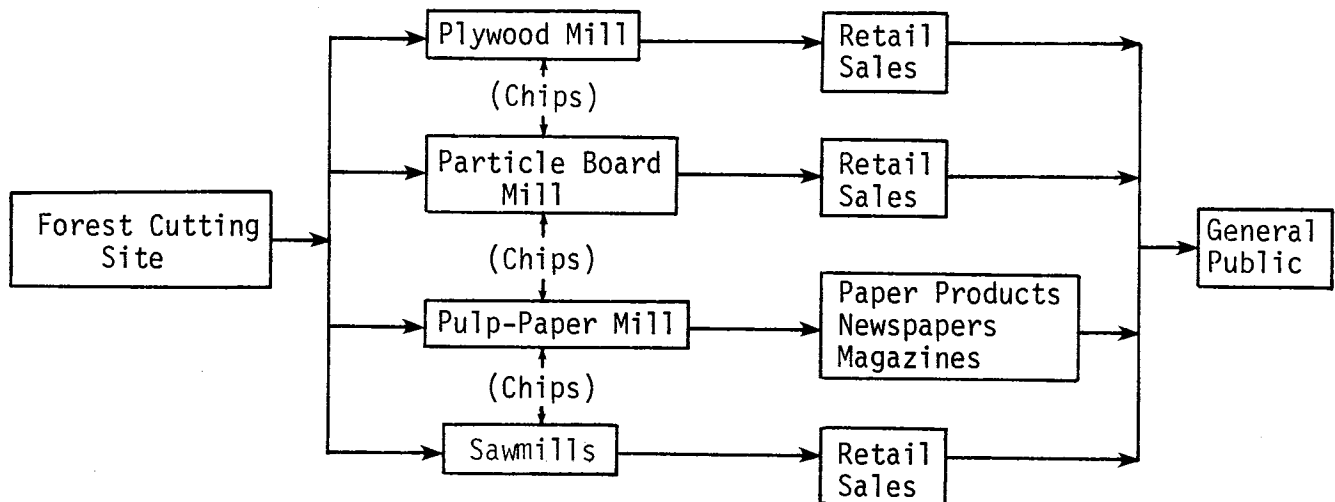 Plywood Mill
Retail
Sales
(Chips)
Particle Board
Mill
Retail
Sales
Forest Cutting
Site
General
Public
(Chips)
Paper Products
Newspapers
Magazines
Pulp-Paper Mill
(Chips)
Sawmills
Retail
Sales